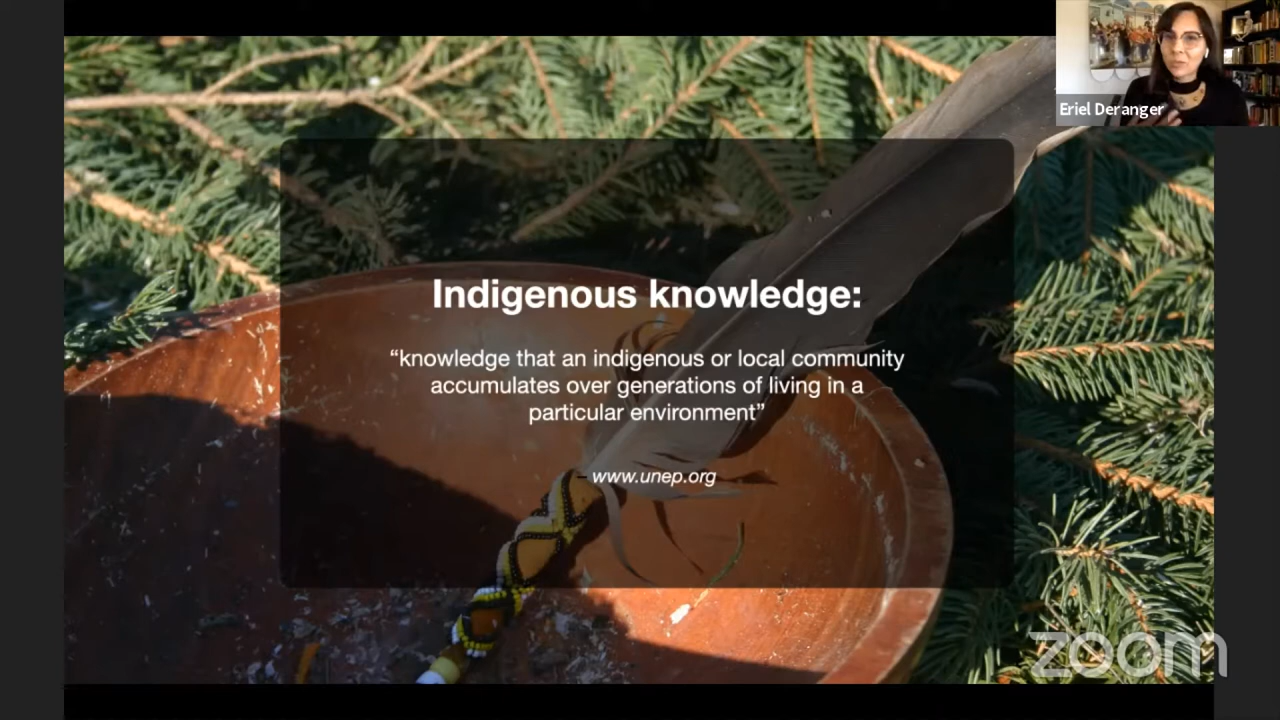 Eriel Deranger
Indigenous knowledge:
“knowledge that an indigenous or local community
accumulates over generations of living in a
particular environment”
– www.unep.org
zoom